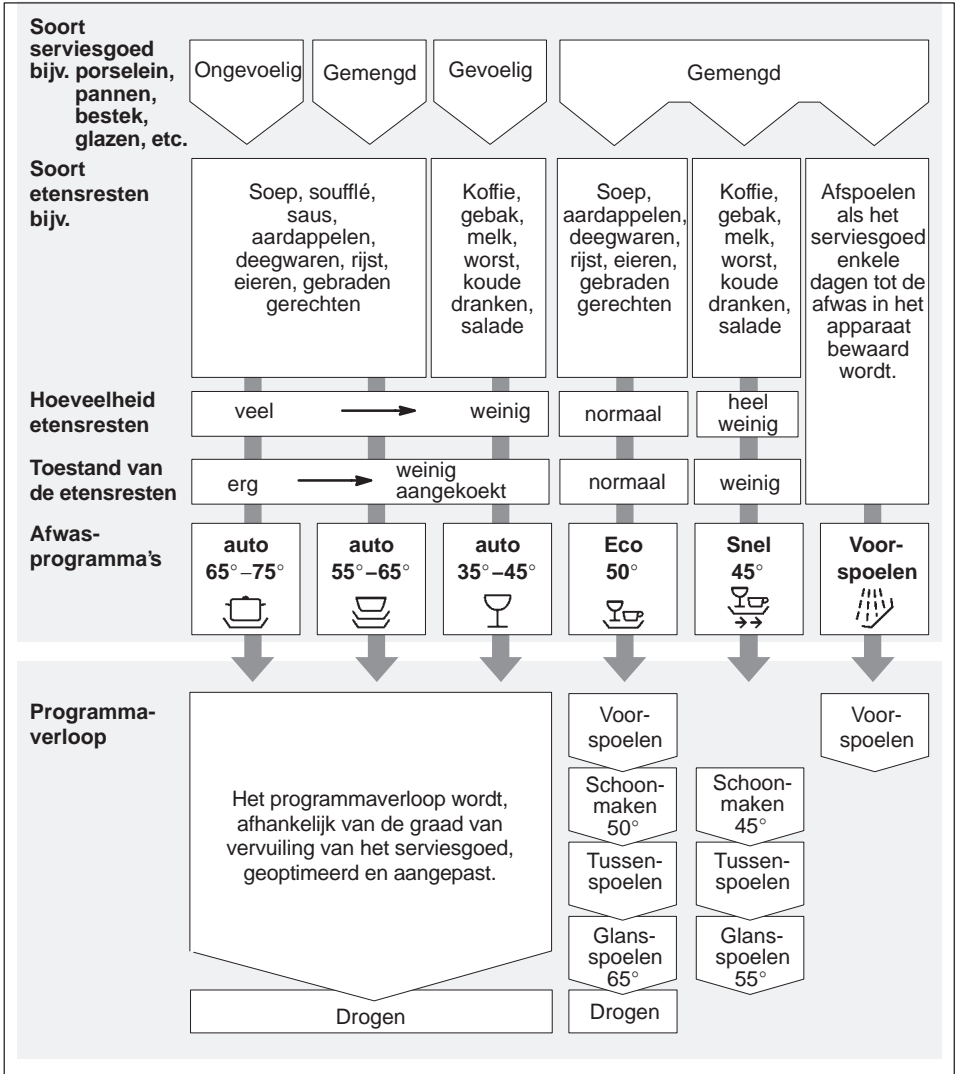 Soort
serviesgoed
bijv. porselein,
pannen,
bestek,
glazen, etc.
Ongevoelig
Gemengd
Gevoelig
Gemengd
Soort
etensresten
bijv.
Soep, soufflé,
saus,
aardappelen,
deegwaren, rijst,
eieren, gebraden
gerechten
Koffie,
gebak,
melk,
worst,
koude
dranken,
salade
Soep,
aardappelen,
deegwaren,
rijst, eieren,
gebraden
gerechten
Koffie,
gebak,
melk,
worst,
koude
dranken,
salade
Afspoelen
als het
serviesgoed
enkele
dagen tot de
afwas in het
apparaat
bewaard
wordt.
Hoeveelheid
etensresten
veel
weinig
normaal
heel
weinig
Toestand van
de etensresten
erg
weinig
aangekoekt
normaal
weinig
Afwas-
programma's
auto
65°–75°
auto
55°–65°
auto
35°–45°
Eco
50°
Snel
45°
Voor-
spoelen
Programma-
verloop
Het programmaverloop wordt,
afhankelijk van de graad van
vervuiling van het serviesgoed,
geoptimeerd en aangepast.
Drogen
Voor-
spoelen
Schoon-
maken
50°
Tussen-
spoelen
Glans-
spoelen
65°
Drogen
Schoon-
maken
45°
Tussen-
spoelen
Glans-
spoelen
55°
Voor-
spoelen